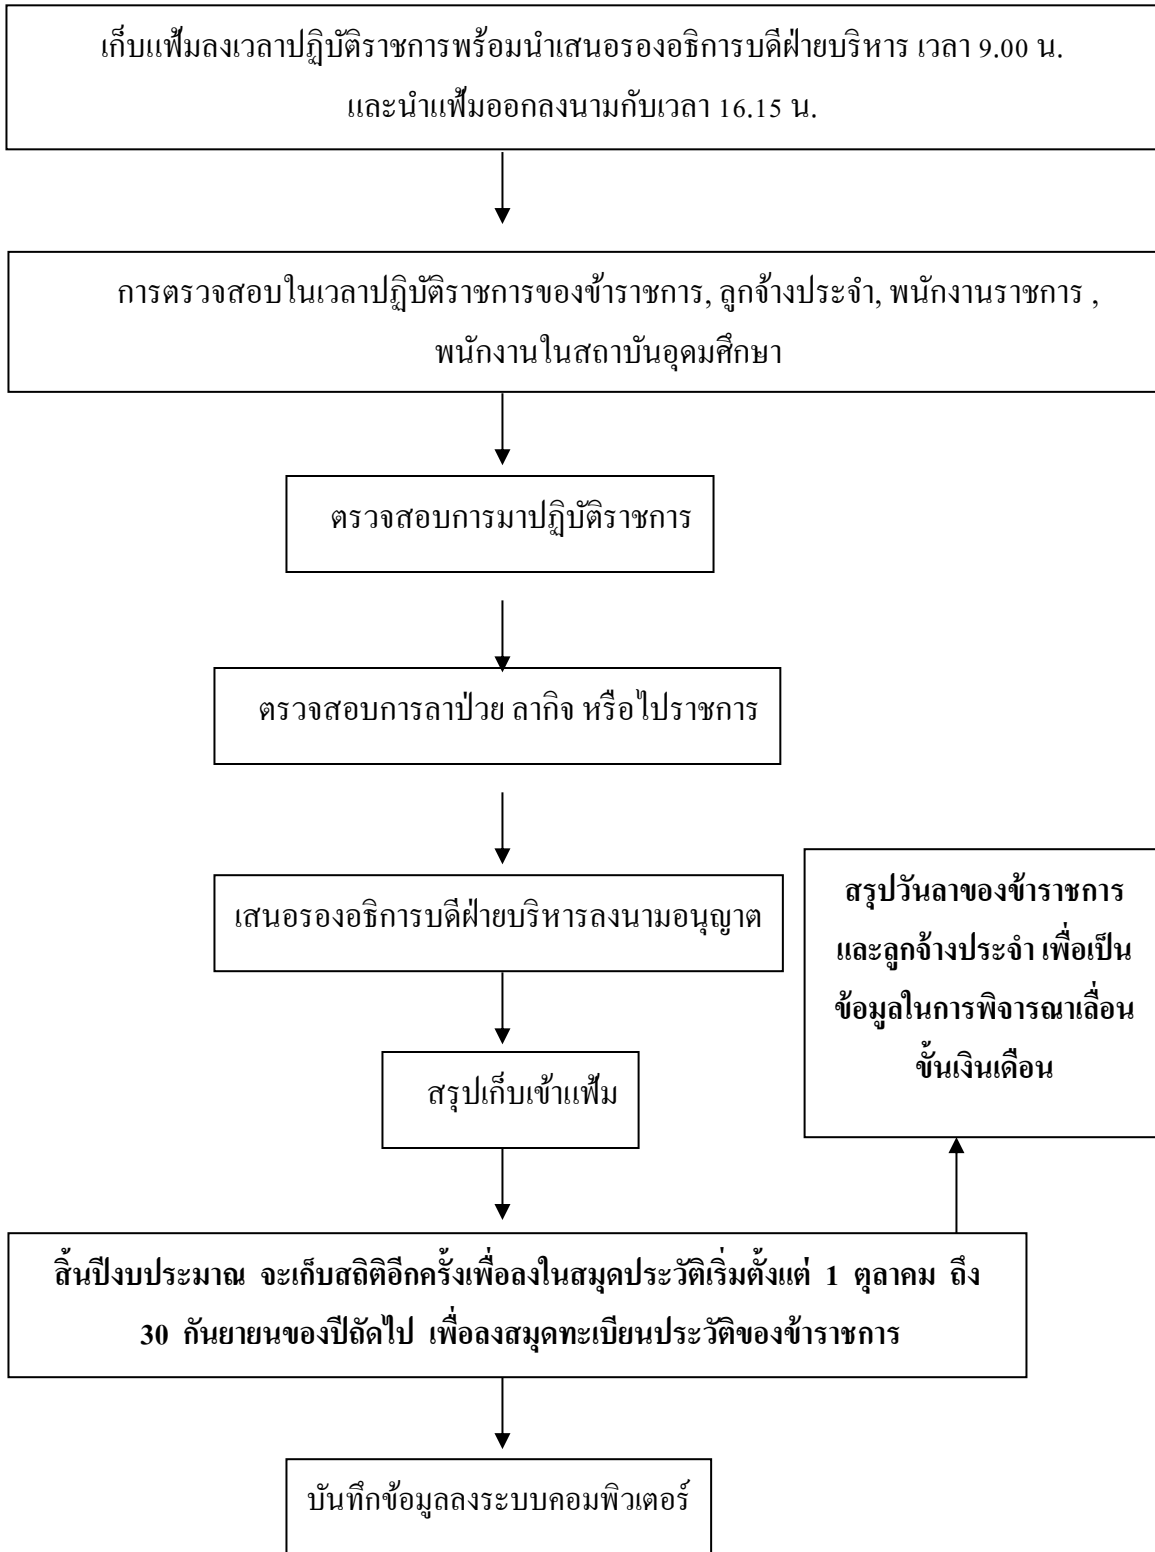 เก็บแฟ้มลงเวลาปฏิบัติราชการพร้อมนำเสนอรองอธิการบดีฝ่ายบริหาร เวลา 9.00 น.
และนำแฟ้มออกลงนามกับเวลา 16.15 น.
การตรวจสอบในเวลาปฏิบัติราชการของข้าราชการ, ลูกจ้างประจำ, พนักงานราชการ ,
พนักงานในสถาบันอุดมศึกษา
ตรวจสอบการมาปฏิบัติราชการ
ตรวจสอบการลาป่วย ลากิจ หรือไปราชการ
เสนอรองอธิการบดีฝ่ายบริหารลงนามอนุญาต
สรุปวันลาของข้าราชการ
และลูกจ้างประจำ เพื่อเป็น
ข้อมูลในการพิจารณาเลื่อน
ขั้นเงินเดือน
สรุปเก็บเข้าแฟ้ม
สิ้นปีงบประมาณ จะเก็บสถิติอีกครั้งเพื่อลงในสมุดประวัติเริ่มตั้งแต่ 1 ตุลาคม ถึง
30 กันยายนของปีถัดไป เพื่อลงสมุดทะเบียนประวัติของข้าราชการ
บันทึกข้อมูลลงระบบคอมพิวเตอร์